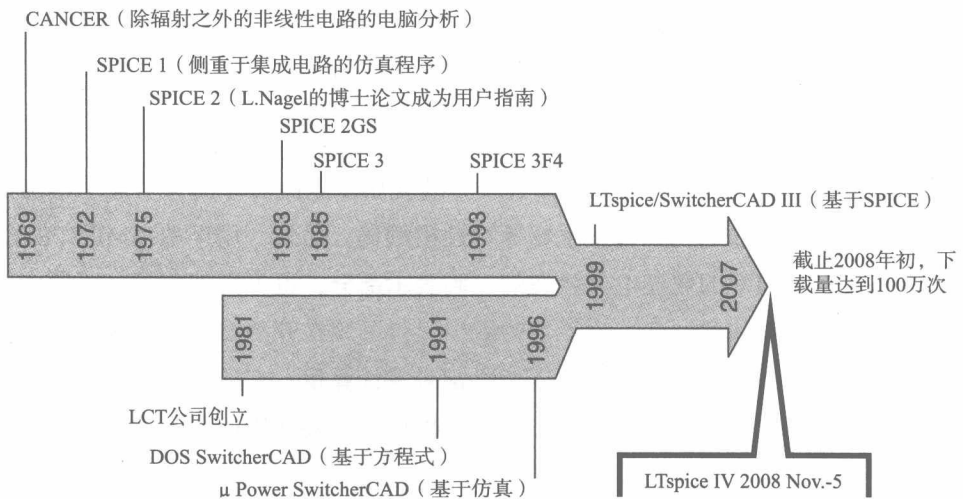 CANCER（除辐射之外的非线性电路的电脑分析）
SPICE 1（侧重于集成电路的仿真程序）
SPICE 2（L.Nagel的博士论文成为用户指南）
SPICE 2GS
SPICE 3
SPICE 3F4
LTspice/SwitcherCAD III（基于SPICE）
1969
1972
1975
1983
1985
1993
1999
2007
截止2008年初，下
载量达到100万次
1981
1991
1996
LCT公司创立
DOS SwitcherCAD（基于方程式）
μ Power SwitcherCAD（基于仿真）
LTspice IV 2008 Nov.-5